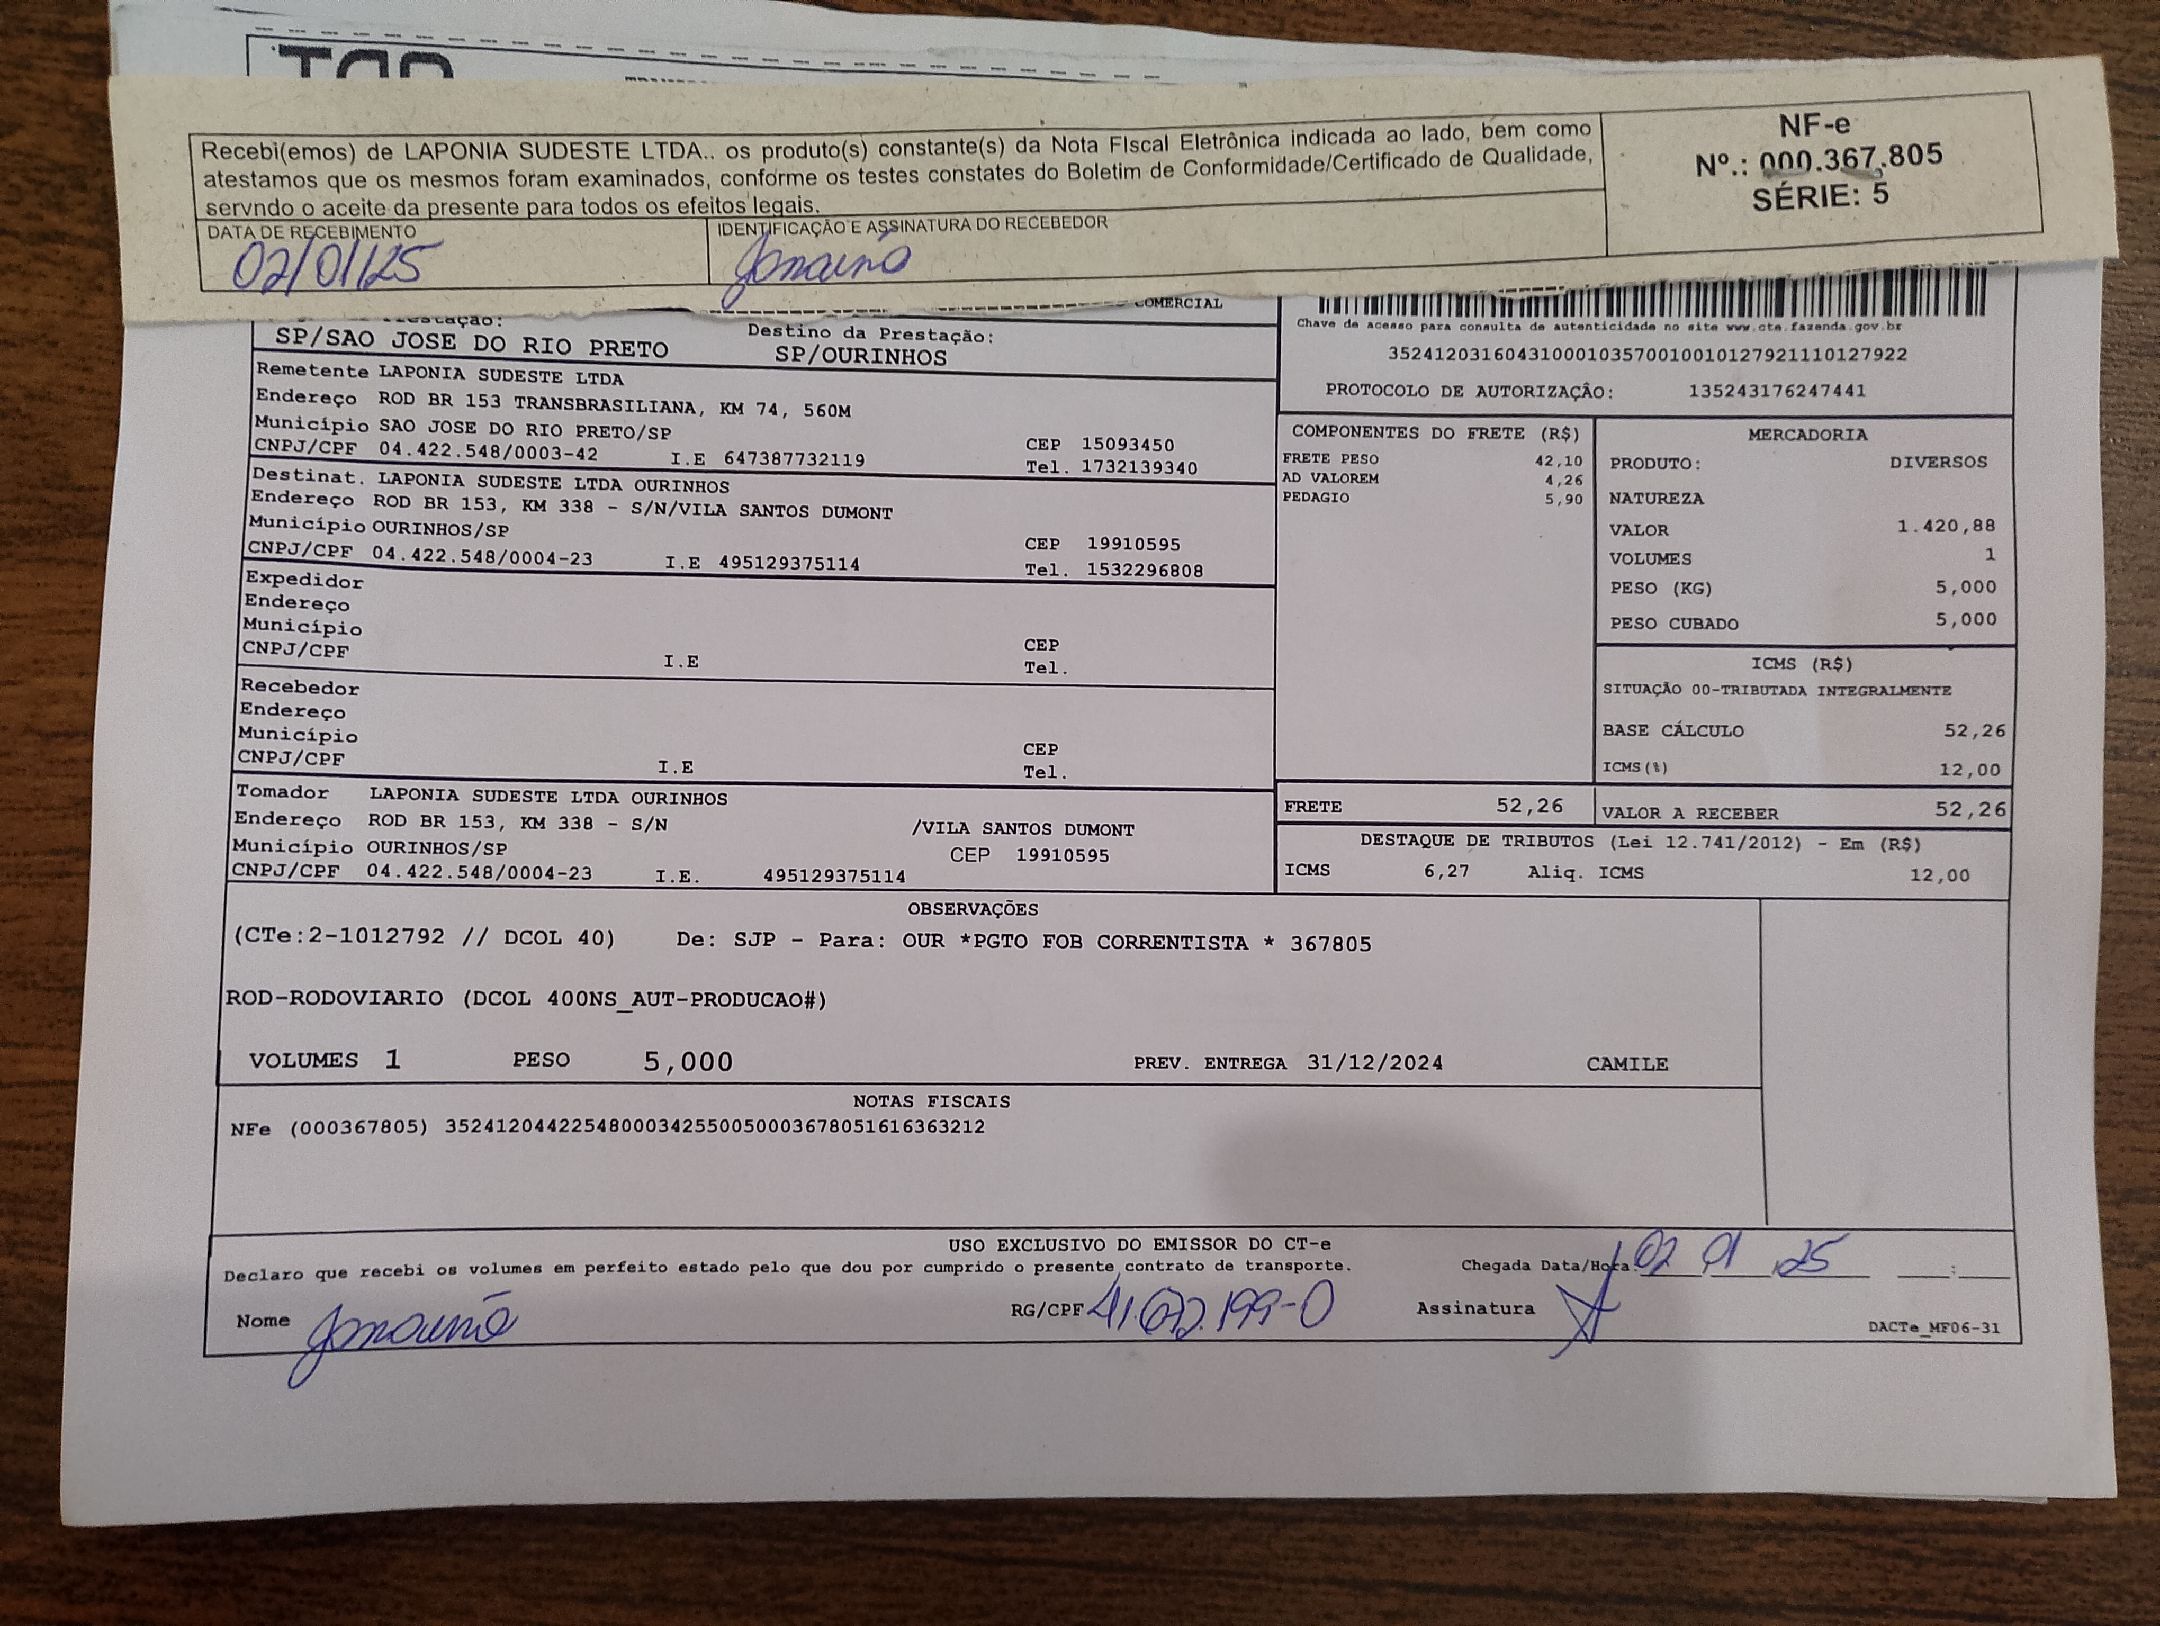 Recebi(emos) de LAPONIA SUDESTE LTDA.. os produto(s) constante(s) da Nota FIscal Eletrônica indicada ao lado, bem como
atestamos que os mesmos foram examinados, conforme os testes constates do Boletim de Conformidade/Certificado de Qualidade,
servndo o aceite da presente para todos os efeitos legais.
DATA DE RECEBIMENTO
02/01/25
IDENTIFICAÇÃO E ASSINATURA DO RECEBEDOR
Janaina
NF-e
Nº.: 000.367.805
SÉRIE: 5
COMERCIAL
SP/SAO JOSE DO RIO PRETO
Destino da Prestação:
SP/OURINHOS
Chave de acesso para consulta de autenticidade no site www.cte.fazenda.gov.br
35241203160431000103570010010127921110127922
PROTOCOLO DE AUTORIZAÇÃO: 135243176247441
Remetente LAPONIA SUDESTE LTDA
Endereço ROD BR 153 TRANSBRASILIANA, KM 74, 560M
Município SAO JOSE DO RIO PRETO/SP
CEP 15093450
CNPJ/CPF 04.422.548/0003-42 I.E 647387732119 Tel. 1732139340
Destinat. LAPONIA SUDESTE LTDA OURINHOS
Endereço ROD BR 153, KM 338 - S/N/VILA SANTOS DUMONT
Município OURINHOS/SP CEP 19910595
CNPJ/CPF 04.422.548/0004-23 I.E 495129375114 Tel. 1532296808
Expedidor
Endereço
Município
CEP
CNPJ/CPF I.E Tel.
Recebedor
Endereço
Município
CEP
CNPJ/CPF I.E Tel.
Tomador LAPONIA SUDESTE LTDA OURINHOS
Endereço ROD BR 153, KM 338 - S/N /VILA SANTOS DUMONT
Município OURINHOS/SP CEP 19910595
CNPJ/CPF 04.422.548/0004-23 I.E. 495129375114
COMPONENTES DO FRETE (R$)
FRETE PESO 42,10
AD VALOREM 4,26
PEDAGIO 5,90
MERCADORIA
PRODUTO: DIVERSOS
NATUREZA
VALOR 1.420,88
VOLUMES 1
PESO (KG) 5,000
PESO CUBADO 5,000
ICMS (R$)
SITUAÇÃO 00-TRIBUTADA INTEGRALMENTE
BASE CÁLCULO 52,26
ICMS(%) 12,00
FRETE 52,26
VALOR A RECEBER 52,26
DESTAQUE DE TRIBUTOS (Lei 12.741/2012) - Em (R$)
ICMS 6,27 Aliq. ICMS 12,00
OBSERVAÇÕES
(CTe:2-1012792 // DCOL 40) De: SJP - Para: OUR *PGTO FOB CORRENTISTA * 367805
ROD-RODOVIARIO (DCOL 400NS_AUT-PRODUCAO#)
VOLUMES 1 PESO 5,000 PREV. ENTREGA 31/12/2024 CAMILE
NOTAS FISCAIS
NFe (000367805) 35241204422548000342550050003678051616363212
USO EXCLUSIVO DO EMISSOR DO CT-e
Declaro que recebi os volumes em perfeito estado pelo que dou por cumprido o presente contrato de transporte.
Chegada Data/Hora: 02 01 25
Nome Janaina
RG/CPF
Assinatura
DACTe_MF06-31